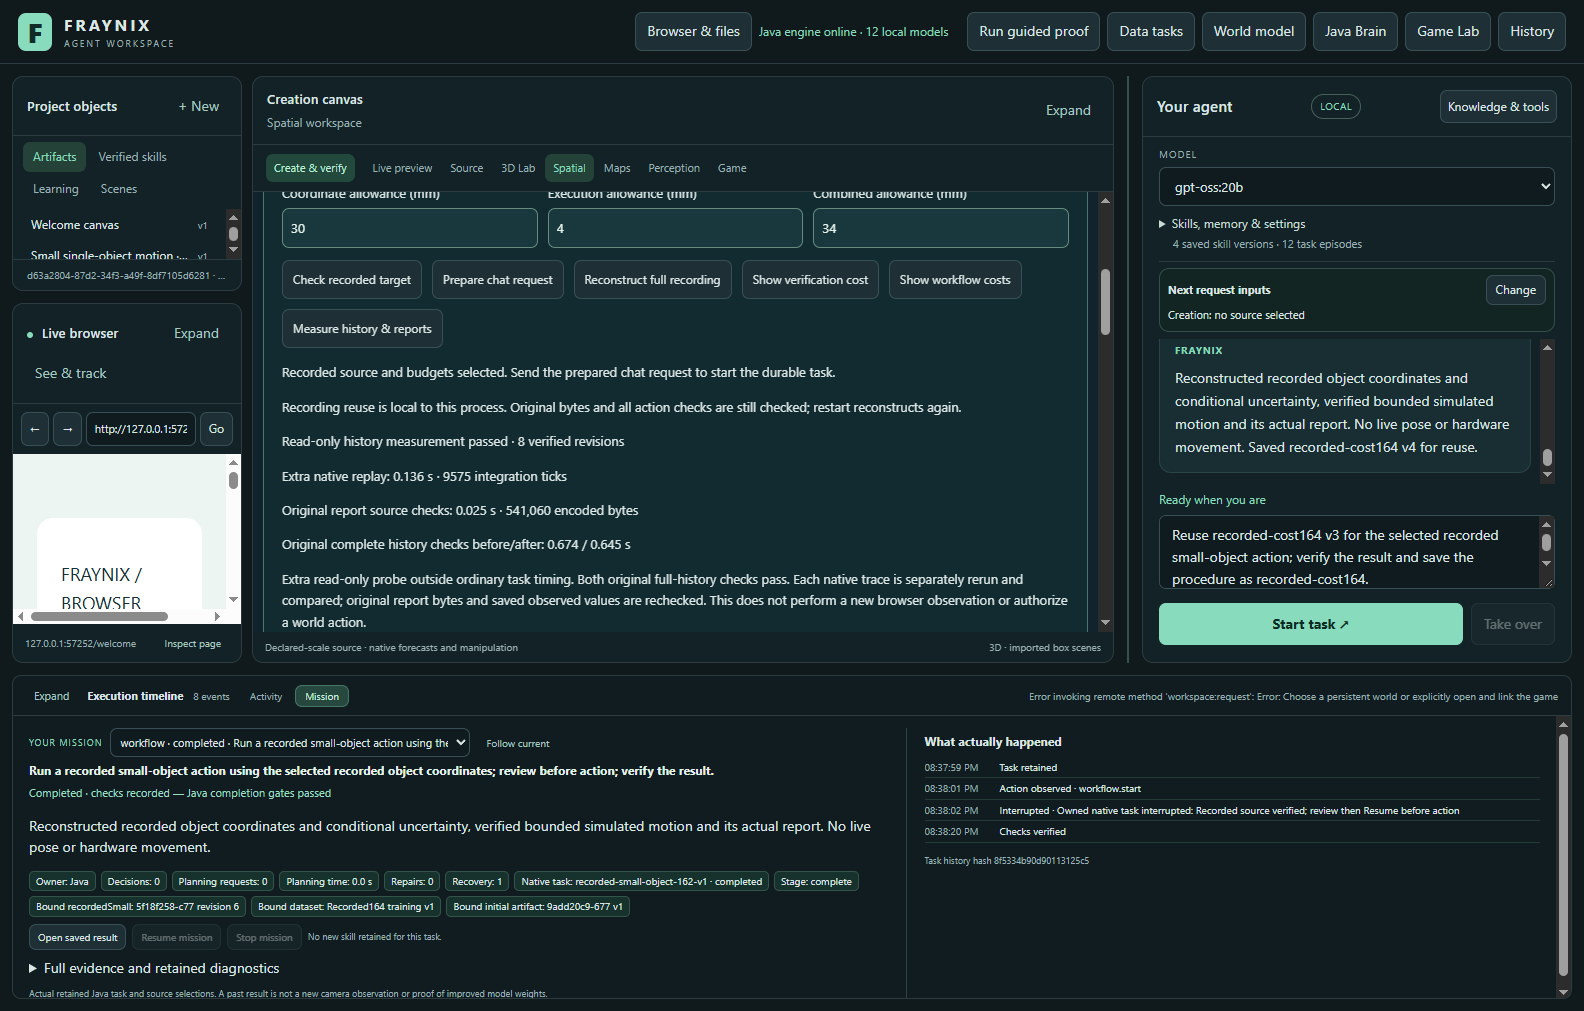 F
FRAYNIX
AGENT WORKSPACE
Browser & files
Java engine online · 12 local models
Run guided proof
Data tasks
World model
Java Brain
Game Lab
History
Project objects
+ New
Artifacts
Verified skills
Learning
Scenes
Welcome canvas
v1
Small single-object motion ·...
v1
d63a2804-87d2-34f3-a49f-8df7105d6281 · ...
Live browser
Expand
See & track
←
→
http://127.0.0.1:572
Go
FRAYNIX /
BROWSER
127.0.0.1:57252/welcome
Inspect page
Creation canvas
Spatial workspace
Expand
Create & verify
Live preview
Source
3D Lab
Spatial
Maps
Perception
Game
Coordinate allowance (mm)
Execution allowance (mm)
Combined allowance (mm)
30
4
34
Check recorded target
Prepare chat request
Reconstruct full recording
Show verification cost
Show workflow costs
Measure history & reports
Recorded source and budgets selected. Send the prepared chat request to start the durable task.
Recording reuse is local to this process. Original bytes and all action checks are still checked; restart reconstructs again.
Read-only history measurement passed · 8 verified revisions
Extra native replay: 0.136 s · 9575 integration ticks
Original report source checks: 0.025 s · 541,060 encoded bytes
Original complete history checks before/after: 0.674 / 0.645 s
Extra read-only probe outside ordinary task timing. Both original full-history checks pass. Each native trace is separately rerun and
compared; original report bytes and saved observed values are rechecked. This does not perform a new browser observation or authorize
a world action.
Declared-scale source · native forecasts and manipulation
3D · imported box scenes
Your agent
LOCAL
Knowledge & tools
MODEL
gpt-oss:20b
Skills, memory & settings
4 saved skill versions · 12 task episodes
Next request inputs
Change
Creation: no source selected
FRAYNIX
Reconstructed recorded object coordinates and
conditional uncertainty, verified bounded simulated
motion and its actual report. No live pose or hardware
movement. Saved recorded-cost164 v4 for reuse.
Ready when you are
Reuse recorded-cost164 v3 for the selected recorded
small-object action; verify the result and save the
procedure as recorded-cost164.
Start task ↗
Take over
Expand
Execution timeline
8 events
Activity
Mission
Error invoking remote method 'workspace:request': Error: Choose a persistent world or explicitly open and link the game
YOUR MISSION
workflow · completed · Run a recorded small-object action using the
Follow current
Run a recorded small-object action using the selected recorded object coordinates; review before action; verify the result.
Completed · checks recorded — Java completion gates passed
Reconstructed recorded object coordinates and conditional uncertainty, verified bounded simulated motion and its actual report. No live
pose or hardware movement.
Owner: Java
Decisions: 0
Planning requests: 0
Planning time: 0.0 s
Repairs: 0
Recovery: 1
Native task: recorded-small-object-162-v1 · completed
Stage: complete
Bound recordedSmall: 5f18f258-c77 revision 6
Bound dataset: Recorded164 training v1
Bound initial artifact: 9add20c9-677 v1
Open saved result
Resume mission
Stop mission
No new skill retained for this task.
Full evidence and retained diagnostics
Actual retained Java task and source selections. A past result is not a new camera observation or proof of improved model weights.
What actually happened
08:37:59 PM
Task retained
08:38:01 PM
Action observed · workflow.start
08:38:02 PM
Interrupted · Owned native task interrupted: Recorded source verified; review then Resume before action
08:38:20 PM
Checks verified
Task history hash 8f5334b90d90113125c5